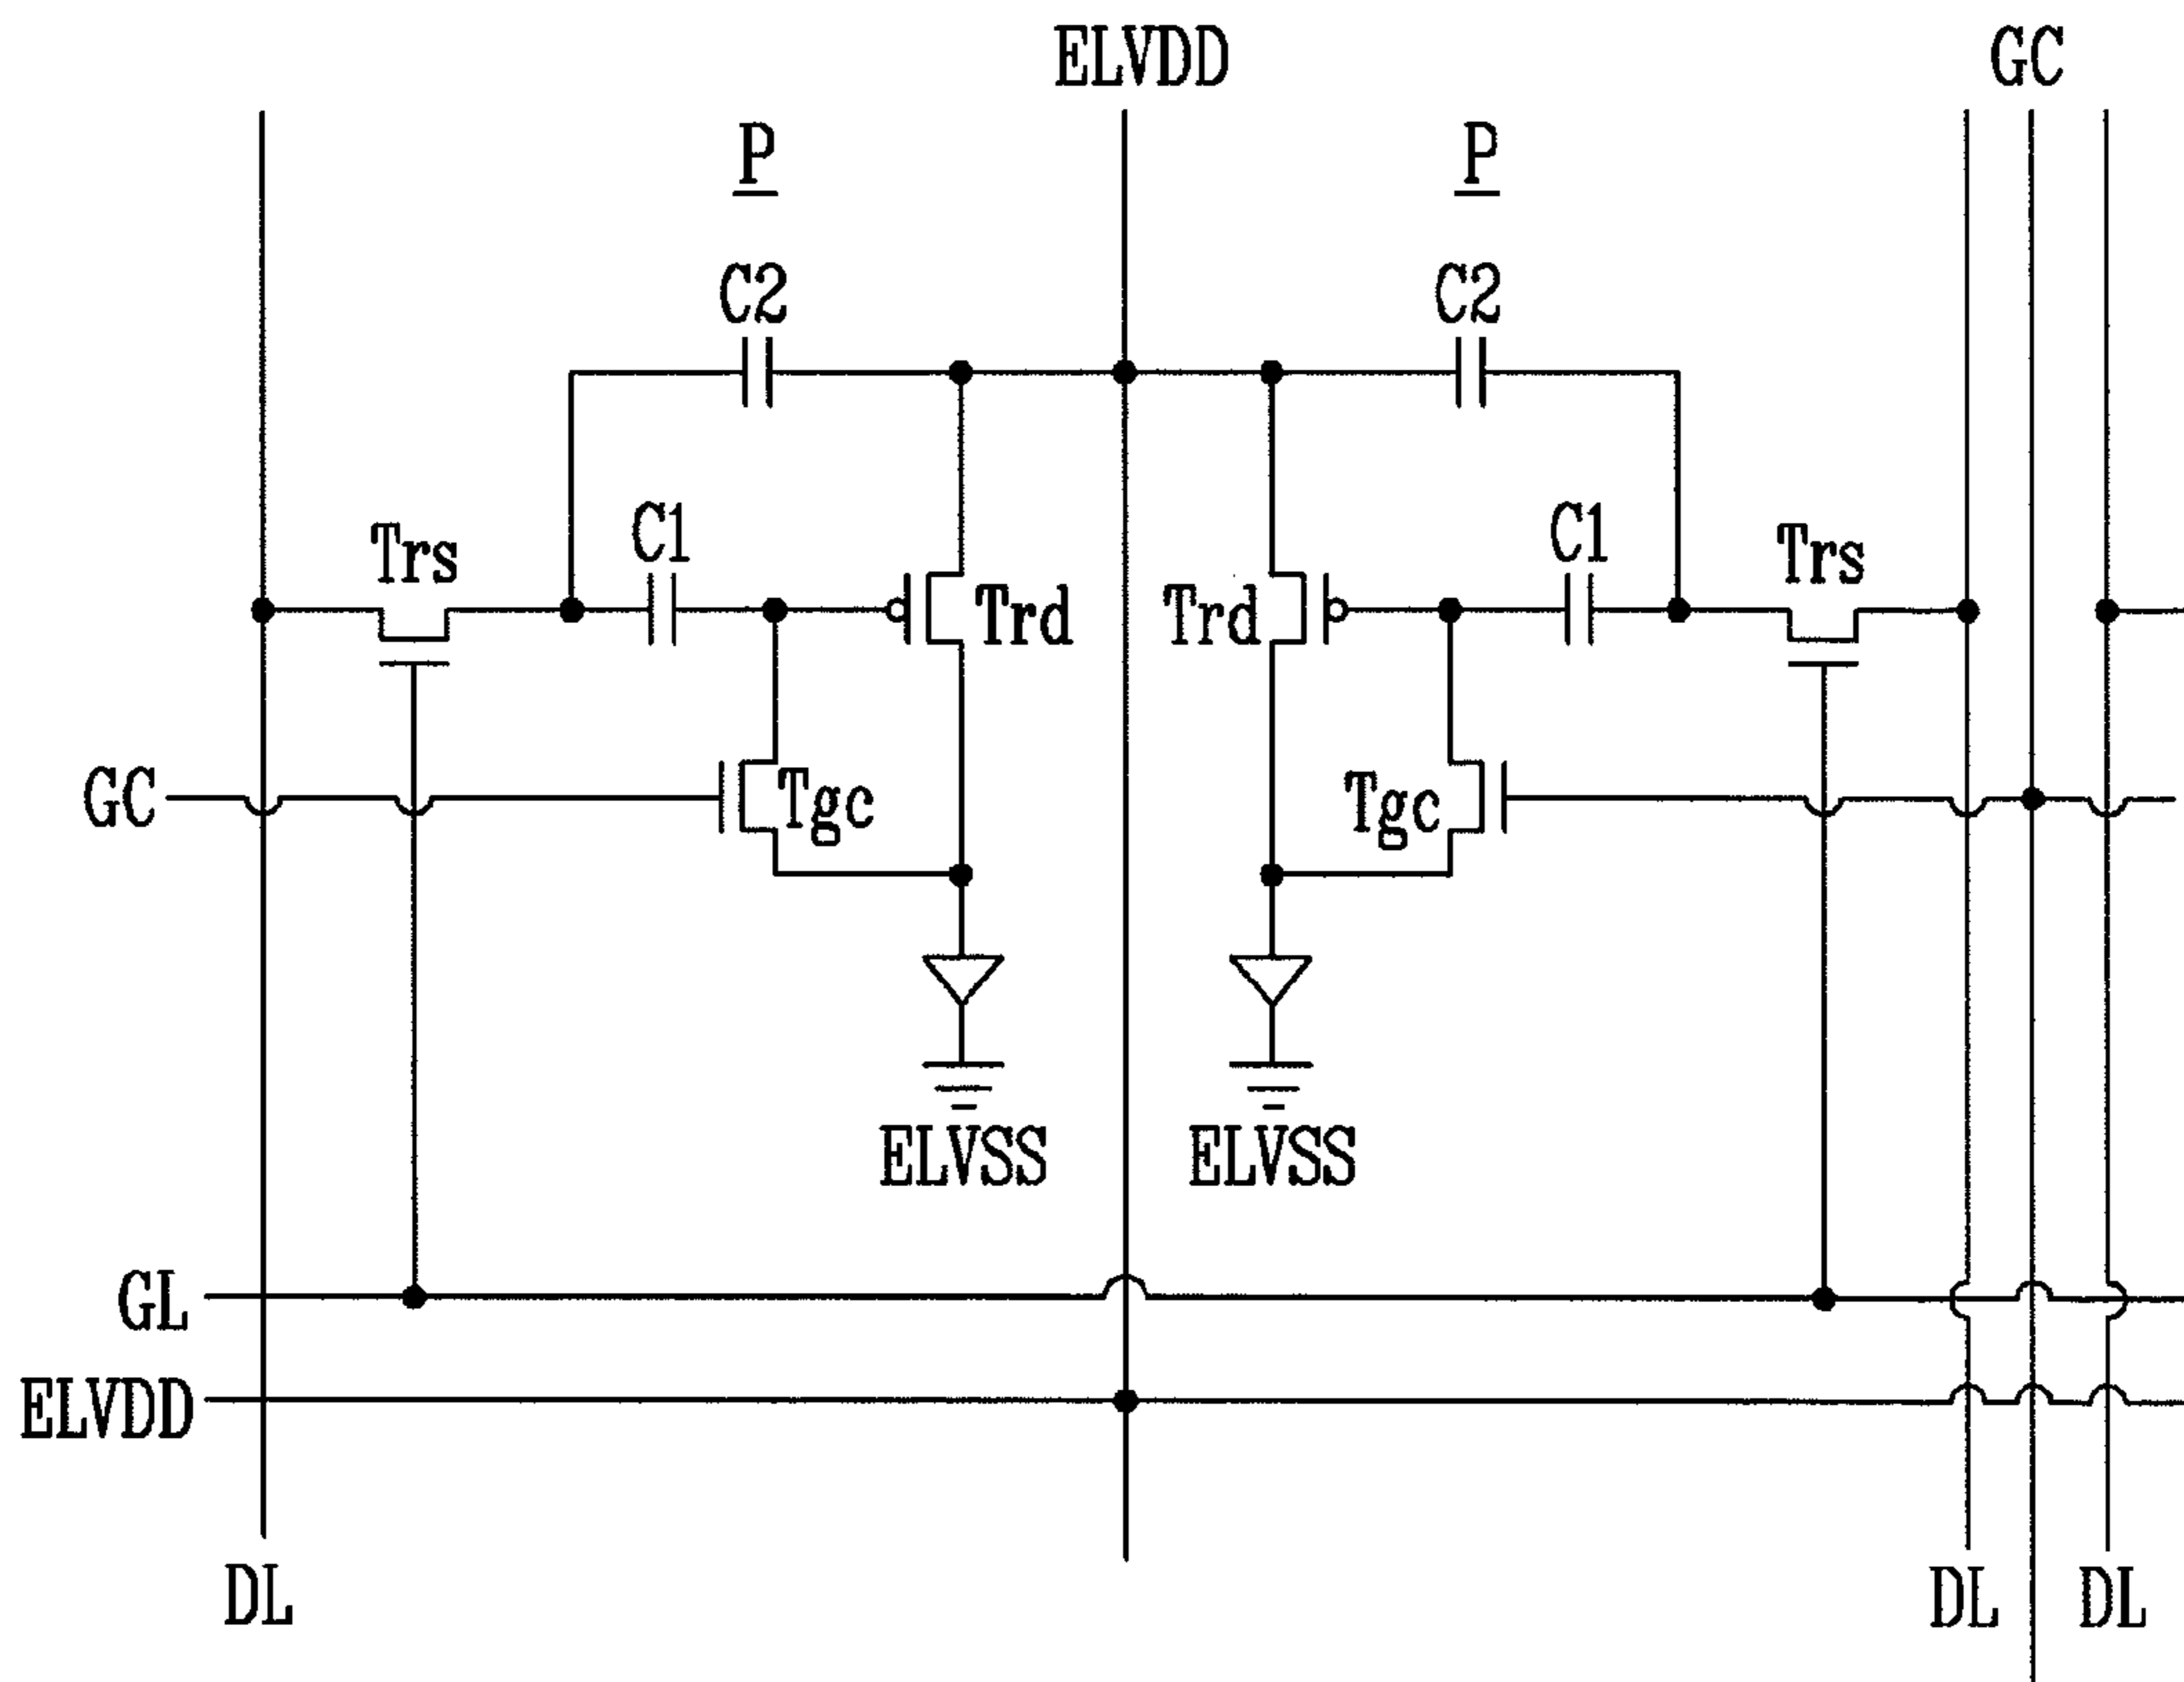 ELVDD
GC
P
P
C2
C2
Trs
C1
Trd
Trd
C1
Trs
GC
Tgc
Tgc
ELVSS
ELVSS
GL
ELVDD
DL
DL
DL